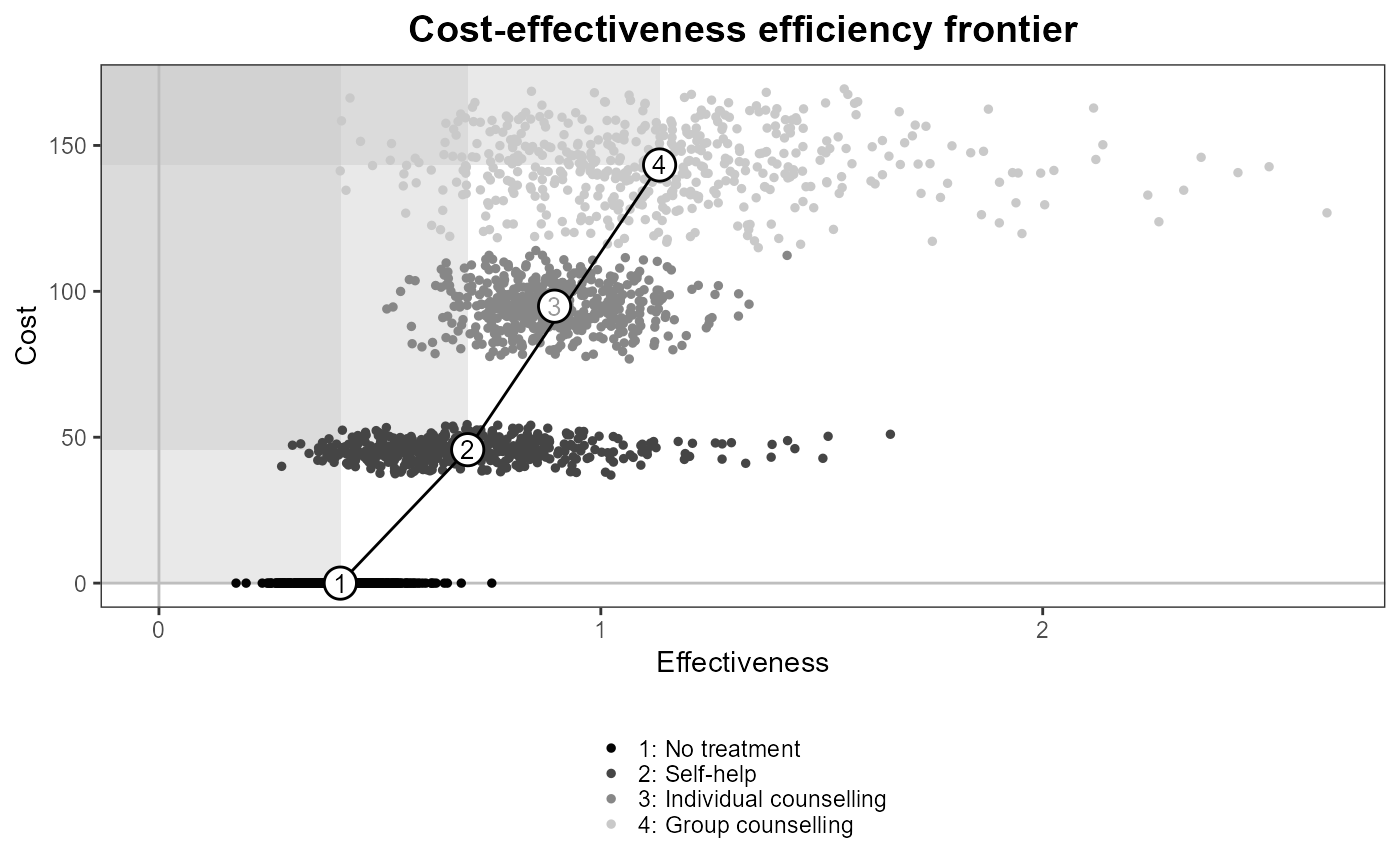 Cost-effectiveness efficiency frontier
150
100
50
0
Cost
4
3
2
1
0 1 2
Effectiveness
1: No treatment
2: Self-help
3: Individual counselling
4: Group counselling